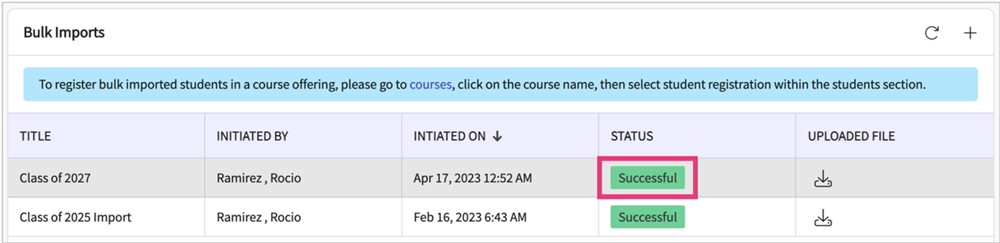 Bulk Imports
To register bulk imported students in a course offering, please go to courses, click on the course name, then select student registration within the students section.
TITLE INITIATED BY INTIATED ON STATUS UPLOADED FILE
Class of 2027 Ramirez , Rocio Apr 17, 2023 12:52 AM Successful
Class of 2025 Import Ramirez , Rocio Feb 16, 2023 6:43 AM Successful